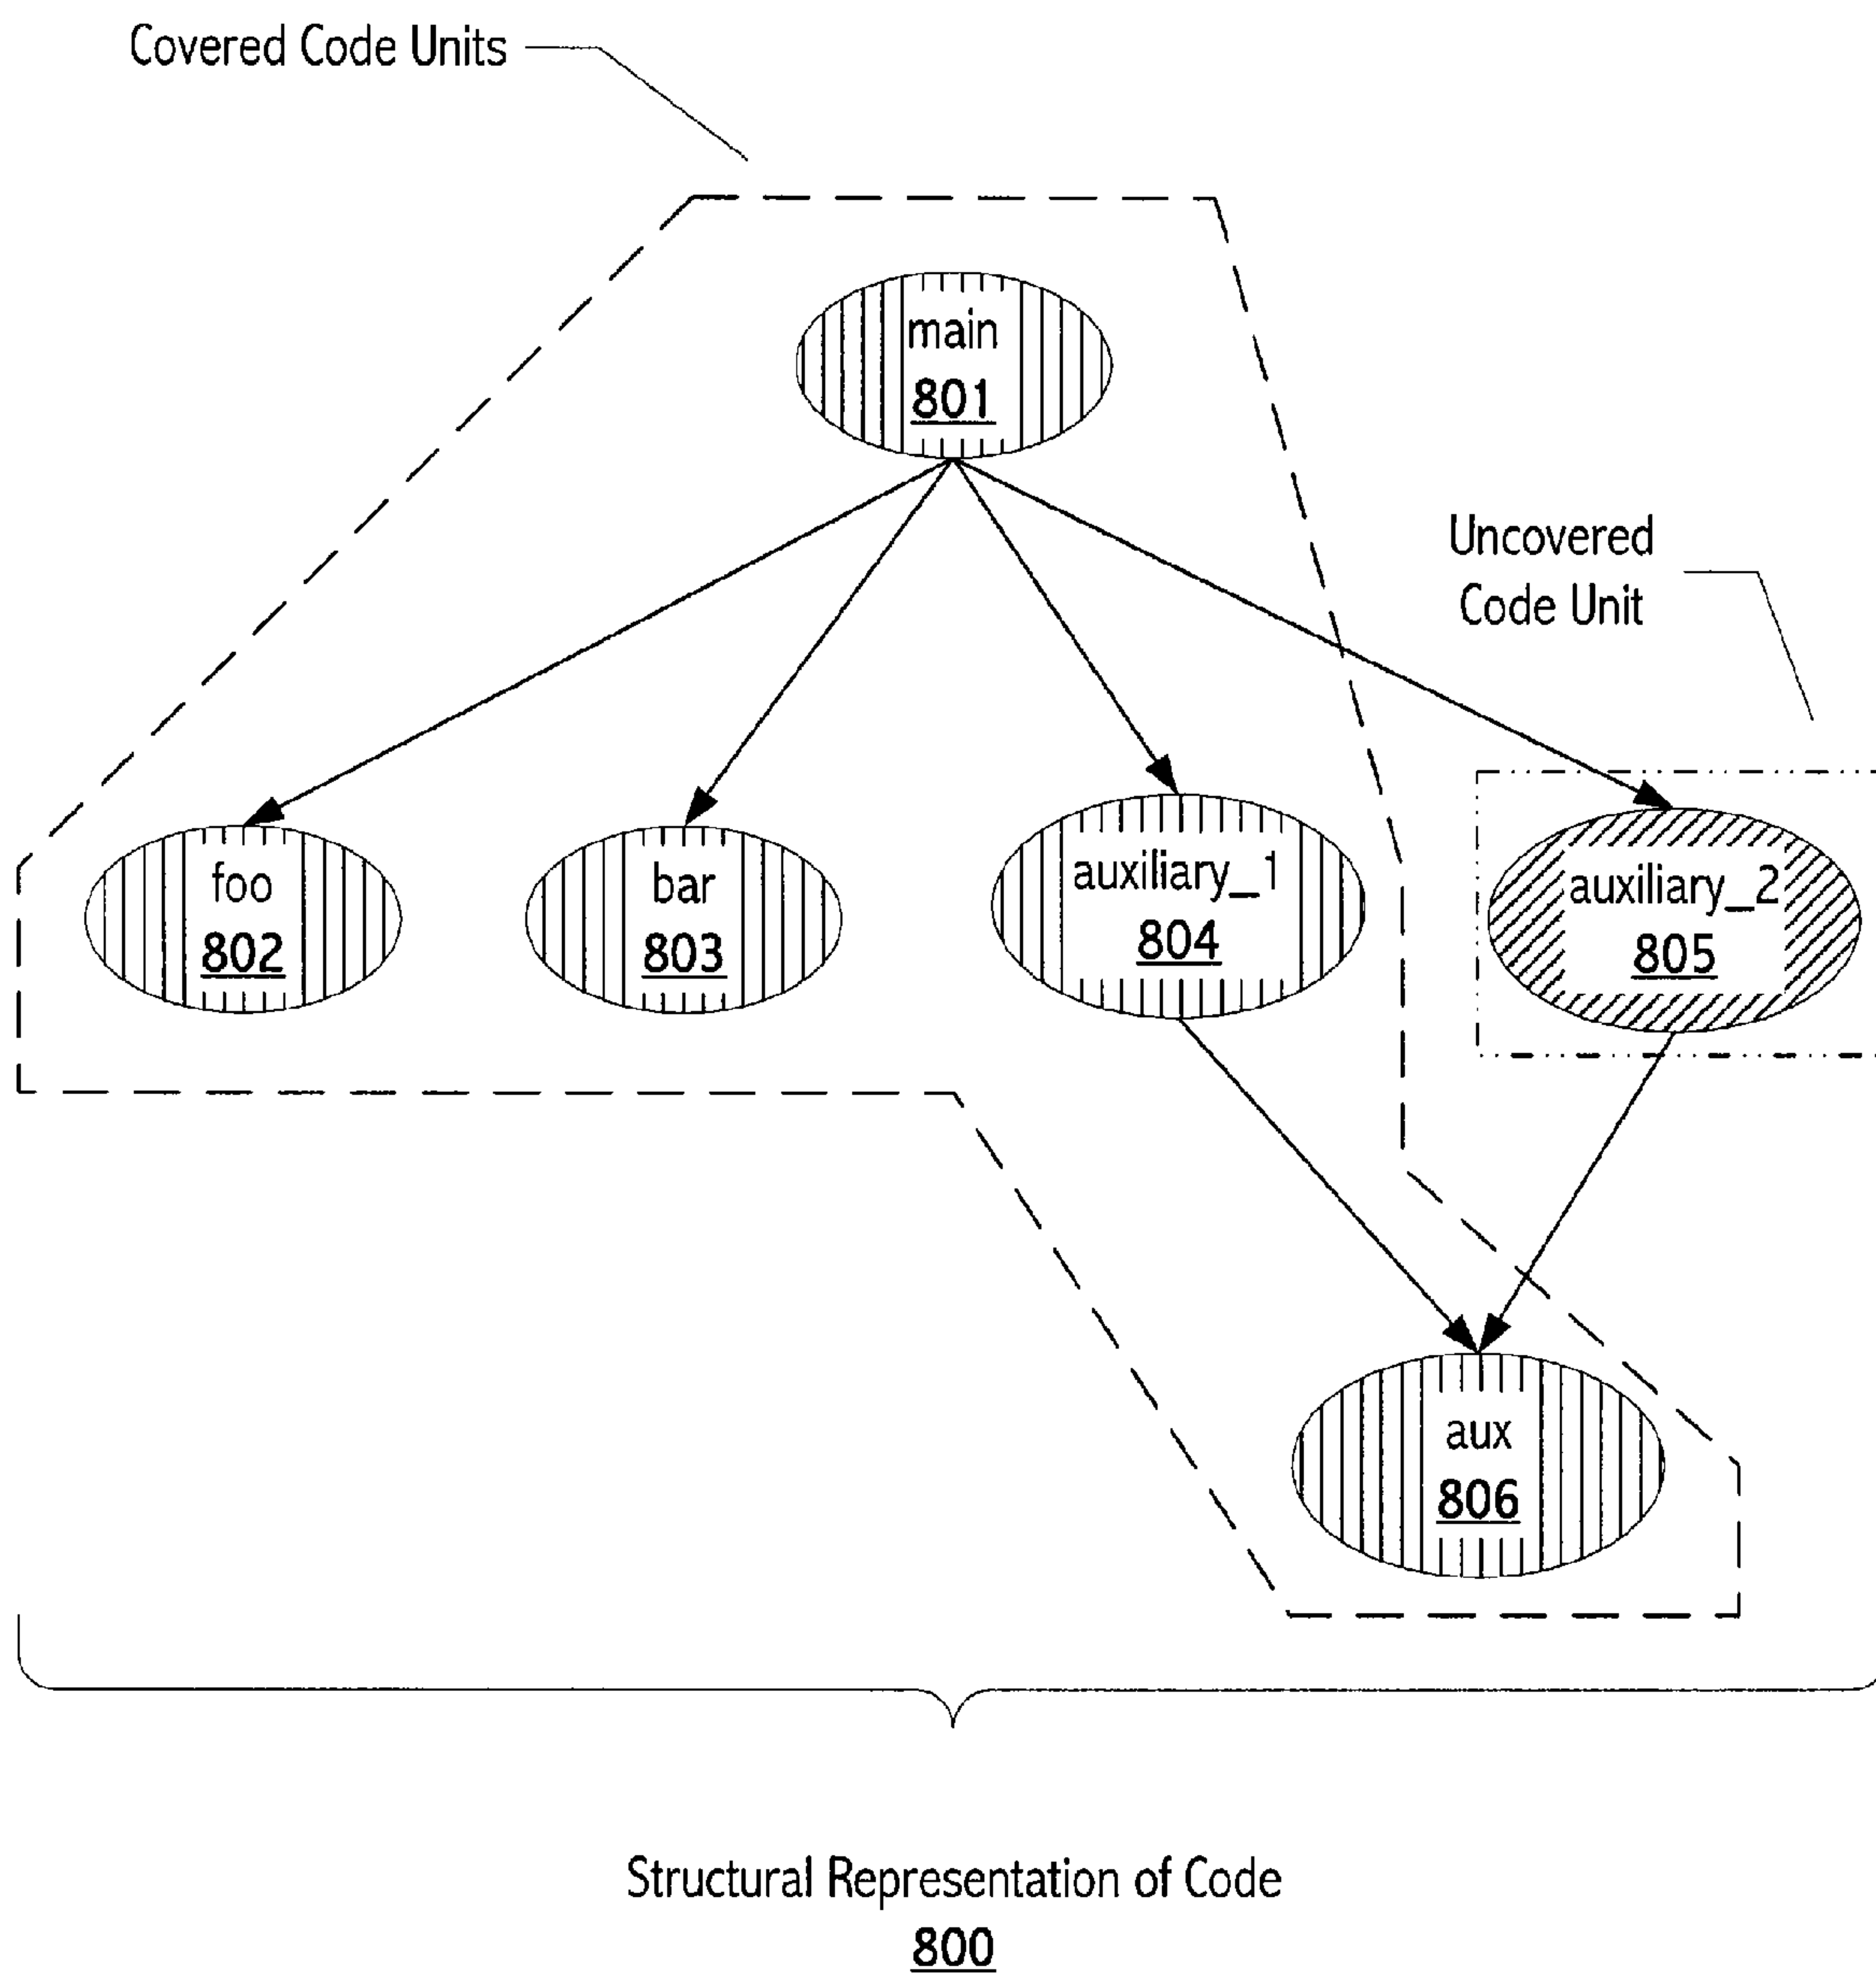 Covered Code Units
main
801
Uncovered
Code Unit
foo
802
bar
803
auxiliary_1
804
auxiliary_2
805
aux
806
Structural Representation of Code
800